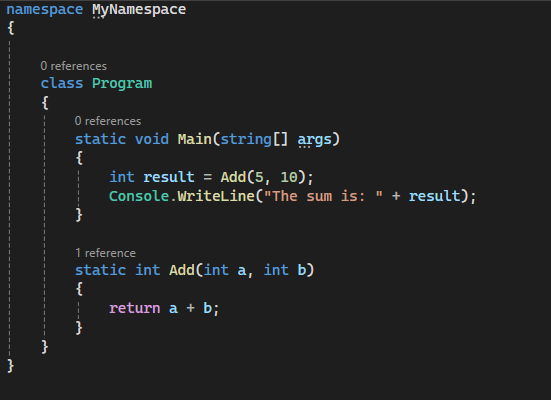 namespace MyNamespace
{
0 references
class Program
{
0 references
static void Main(string[] args)
{
int result = Add(5, 10);
Console.WriteLine("The sum is: " + result);
}
1 reference
static int Add(int a, int b)
{
return a + b;
}
}
}